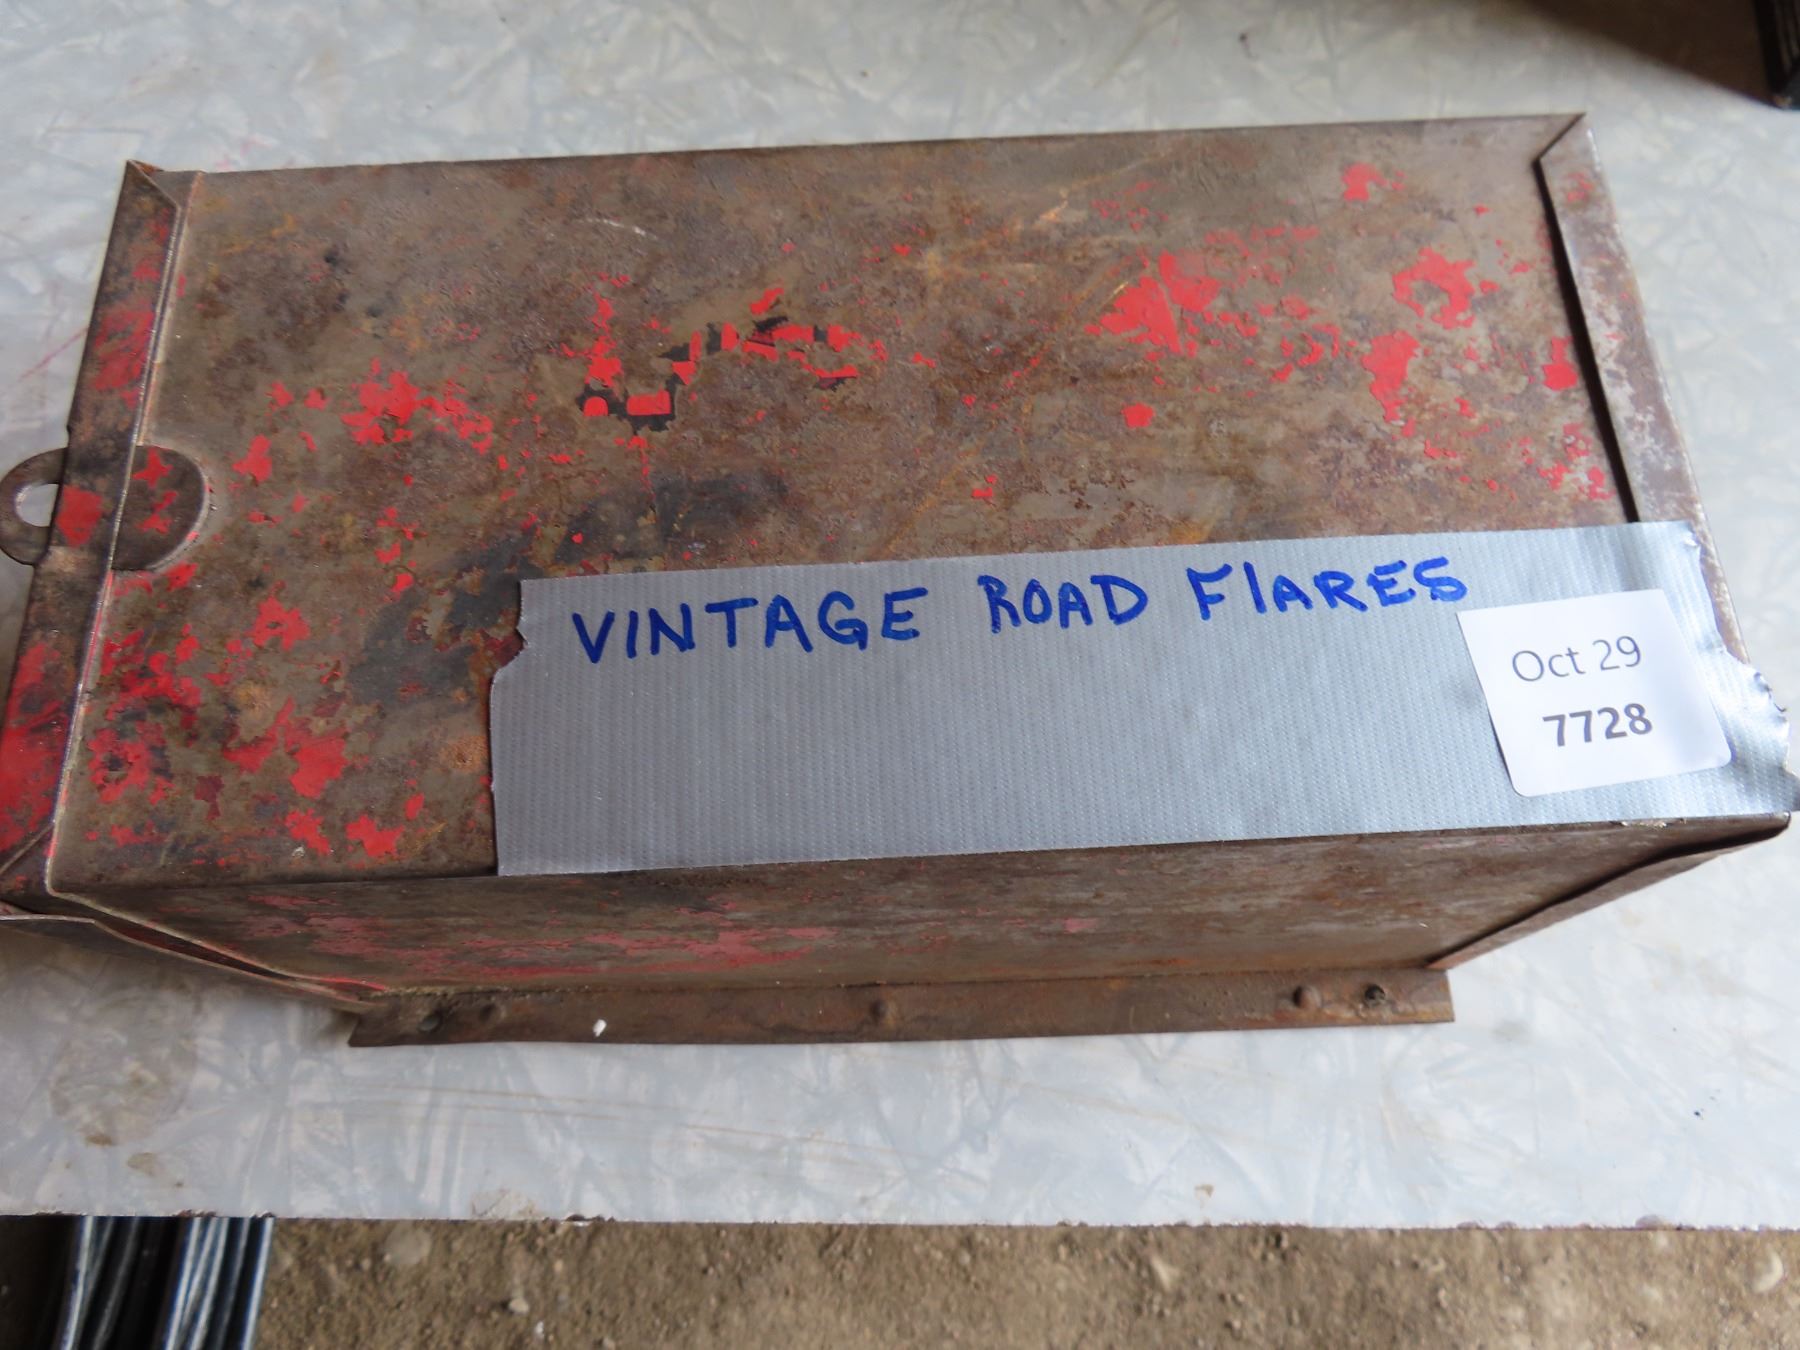 VINTAGE ROAD FLARES
Oct 29
7728